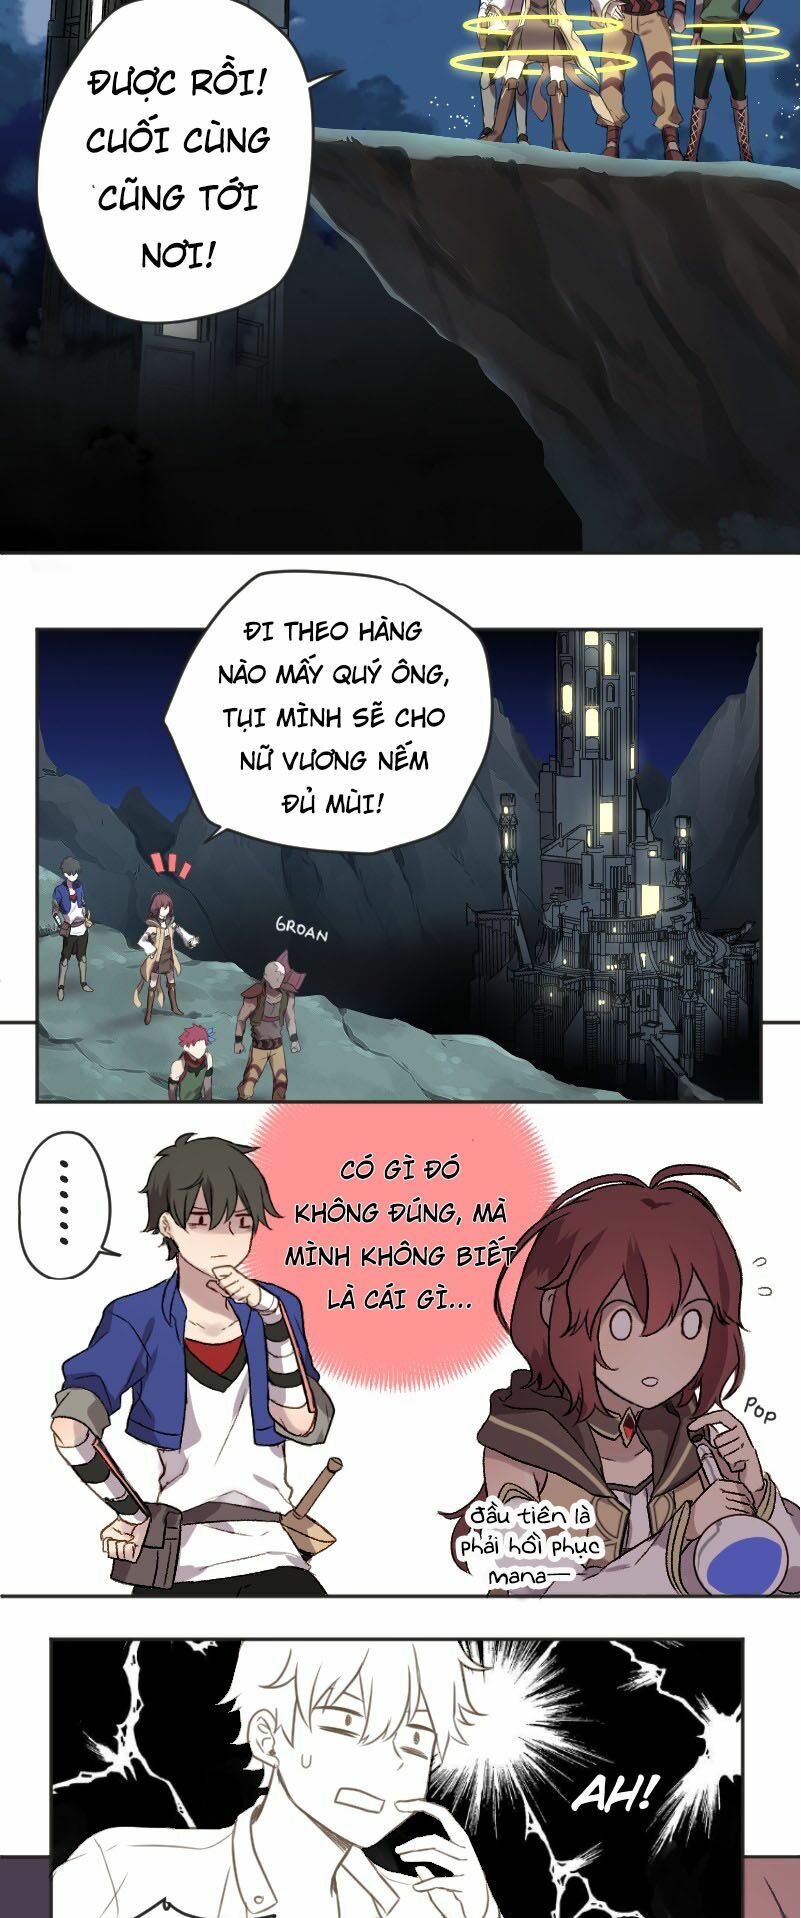 ĐƯỢC RỒI!
CUỐI CÙNG
CŨNG TỚI
NƠI!
ĐI THEO HÀNG
NÀO MẤY QUÝ ÔNG,
TỤI MÌNH SẼ CHO
NỮ VƯƠNG NẾM
ĐỦ MÙI!
GROAN
......
CÓ GÌ ĐÓ
KHÔNG ĐÚNG, MÀ
MÌNH KHÔNG BIẾT
LÀ CÁI GÌ...
POP
đầu tiên là
phải hồi phục
mana—
AH!